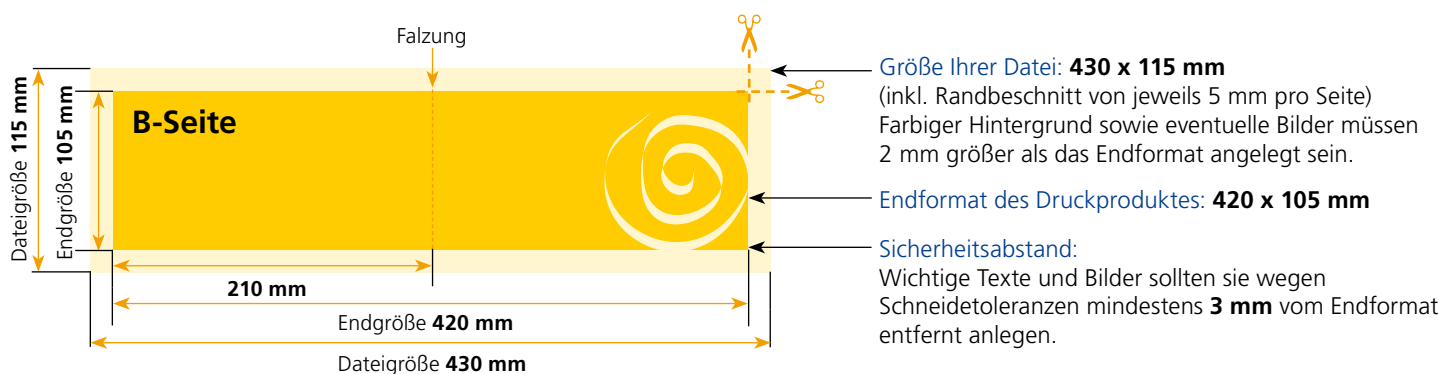 Falzung
Größe Ihrer Datei: 430 x 115 mm
(inkl. Randbeschnitt von jeweils 5 mm pro Seite)
Farbiger Hintergrund sowie eventuelle Bilder müssen
2 mm größer als das Endformat angelegt sein.
Dateigröße 115 mm
Endgröße 105 mm
B-Seite
Endformat des Druckproduktes: 420 x 105 mm
Sicherheitsabstand:
Wichtige Texte und Bilder sollten sie wegen
Schneidetoleranzen mindestens 3 mm vom Endformat
entfernt anlegen.
210 mm
Endgröße 420 mm
Dateigröße 430 mm